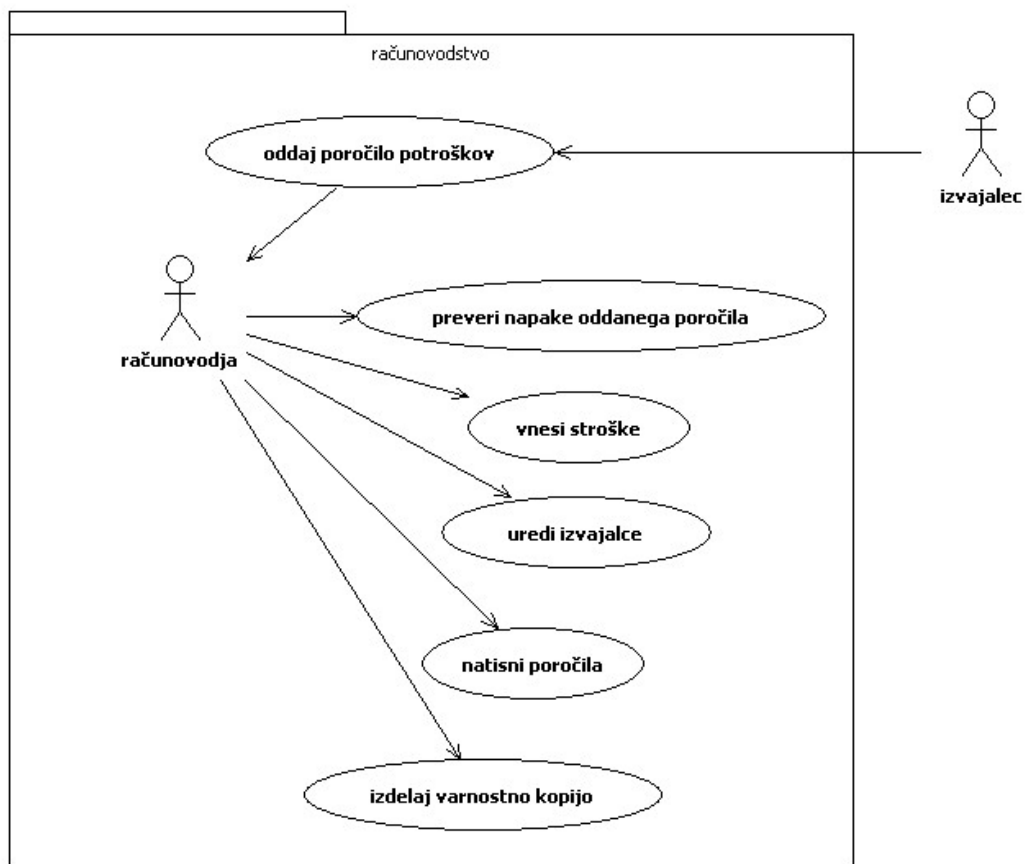 računovodstvo
oddaj poročilo potroškov
izvajalec
preveri napake oddanega poročila
računovodja
vnesi stroške
uredi izvajalce
natisni poročila
izdelaj varnostno kopijo